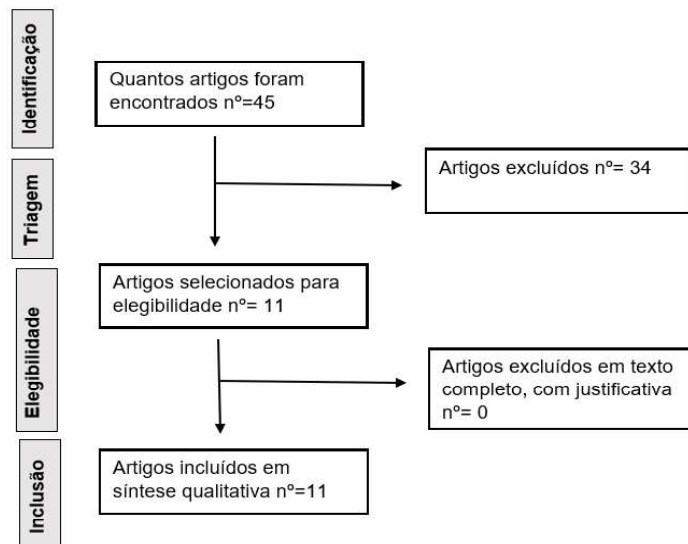 Identificação
Quantos artigos foram
encontrados nº=45
Triagem
Artigos excluídos nº= 34
Elegibilidade
Artigos selecionados para
elegibilidade nº= 11
Artigos excluídos em texto
completo, com justificativa
nº= 0
Inclusão
Artigos incluídos em
síntese qualitativa nº=11